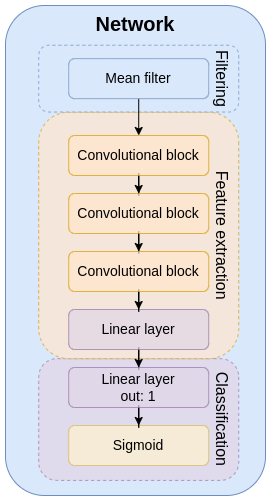 Network
Filtering
Mean filter
Feature extraction
Convolutional block
Convolutional block
Convolutional block
Linear layer
Classification
Linear layer
out: 1
Sigmoid